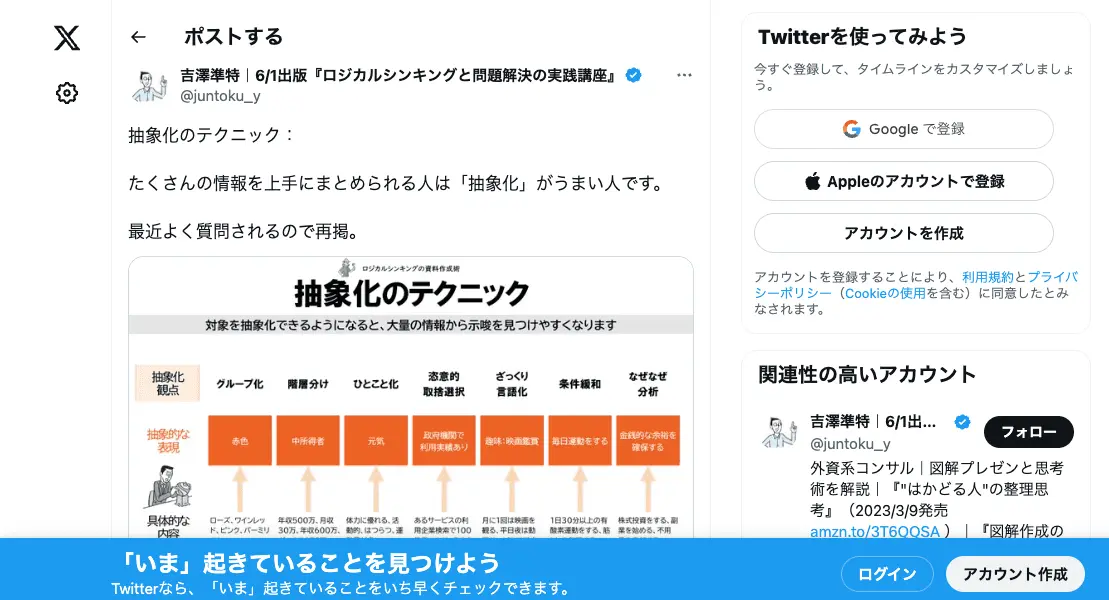 ポストする
吉澤準特｜6/1出版『ロジカルシンキングと問題解決の実践講座』
@juntoku_y
抽象化のテクニック：
たくさんの情報を上手にまとめられる人は「抽象化」がうまい人です。
最近よく質問されるので再掲。
ロジカルシンキングの資料作成術
抽象化のテクニック
対象を抽象化できるようになると、大量の情報から示唆を見つけやすくなります
抽象化
観点
グループ化
階層分け
ひとこと化
恣意的
取捨選択
ざっくり
言語化
条件緩和
なぜなぜ
分析
抽象的な
表現
赤色
中所得者
元気
政府機関で
利用実績あり
趣味：映画鑑賞
毎日運動をする
金銭的な余裕を
確保する
具体的な
内容
ローズ、ワインレッ
ド、ピンク、バーミリ
年収500万、月収
30万、年収600万、
体力に優れる、活
動的、はつらつ、運
あるサービスの利
用企業検索で100
月に1回は映画を
観る、平日夜は動
1日30分以上の有
酸素運動をする、筋
株式投資をする、副
業を始める、不用
Twitterを使ってみよう
今すぐ登録して、タイムラインをカスタマイズしましょ
う。
Google で登録
Appleのアカウントで登録
アカウントを作成
アカウントを登録することにより、利用規約とプライバ
シーポリシー（Cookieの使用を含む）に同意したとみ
なされます。
関連性の高いアカウント
吉澤準特｜6/1出...
@juntoku_y
フォロー
外資系コンサル｜図解プレゼンと思考
術を解説｜『"はかどる人"の整理思
考』（2023/3/9発売
amzn.to/3T6QOSA ）｜『図解作成の
「いま」起きていることを見つけよう
Twitterなら、「いま」起きていることをいち早くチェックできます。
ログイン
アカウント作成